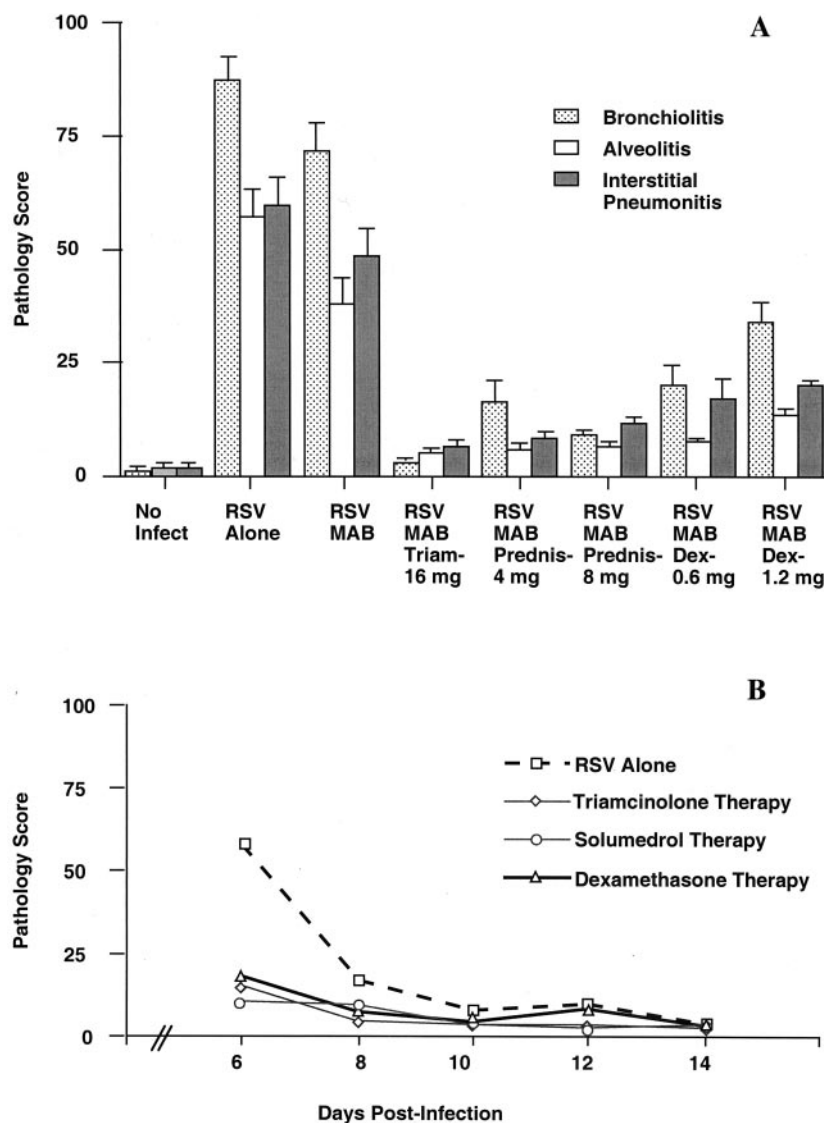 A
100
75
50
25
0
Pathology Score
Bronchiolitis
Alveolitis
Interstitial
Pneumonitis
No
Infect
RSV
Alone
RSV
MAB
RSV
MAB
Triam-
16 mg
RSV
MAB
Prednis-
4 mg
RSV
MAB
Prednis-
8 mg
RSV
MAB
Dex-
0.6 mg
RSV
MAB
Dex-
1.2 mg
B
100
75
50
25
0
Pathology Score
RSV Alone
Triamcinolone Therapy
Solumedrol Therapy
Dexamethasone Therapy
6
8
10
12
14
Days Post-Infection